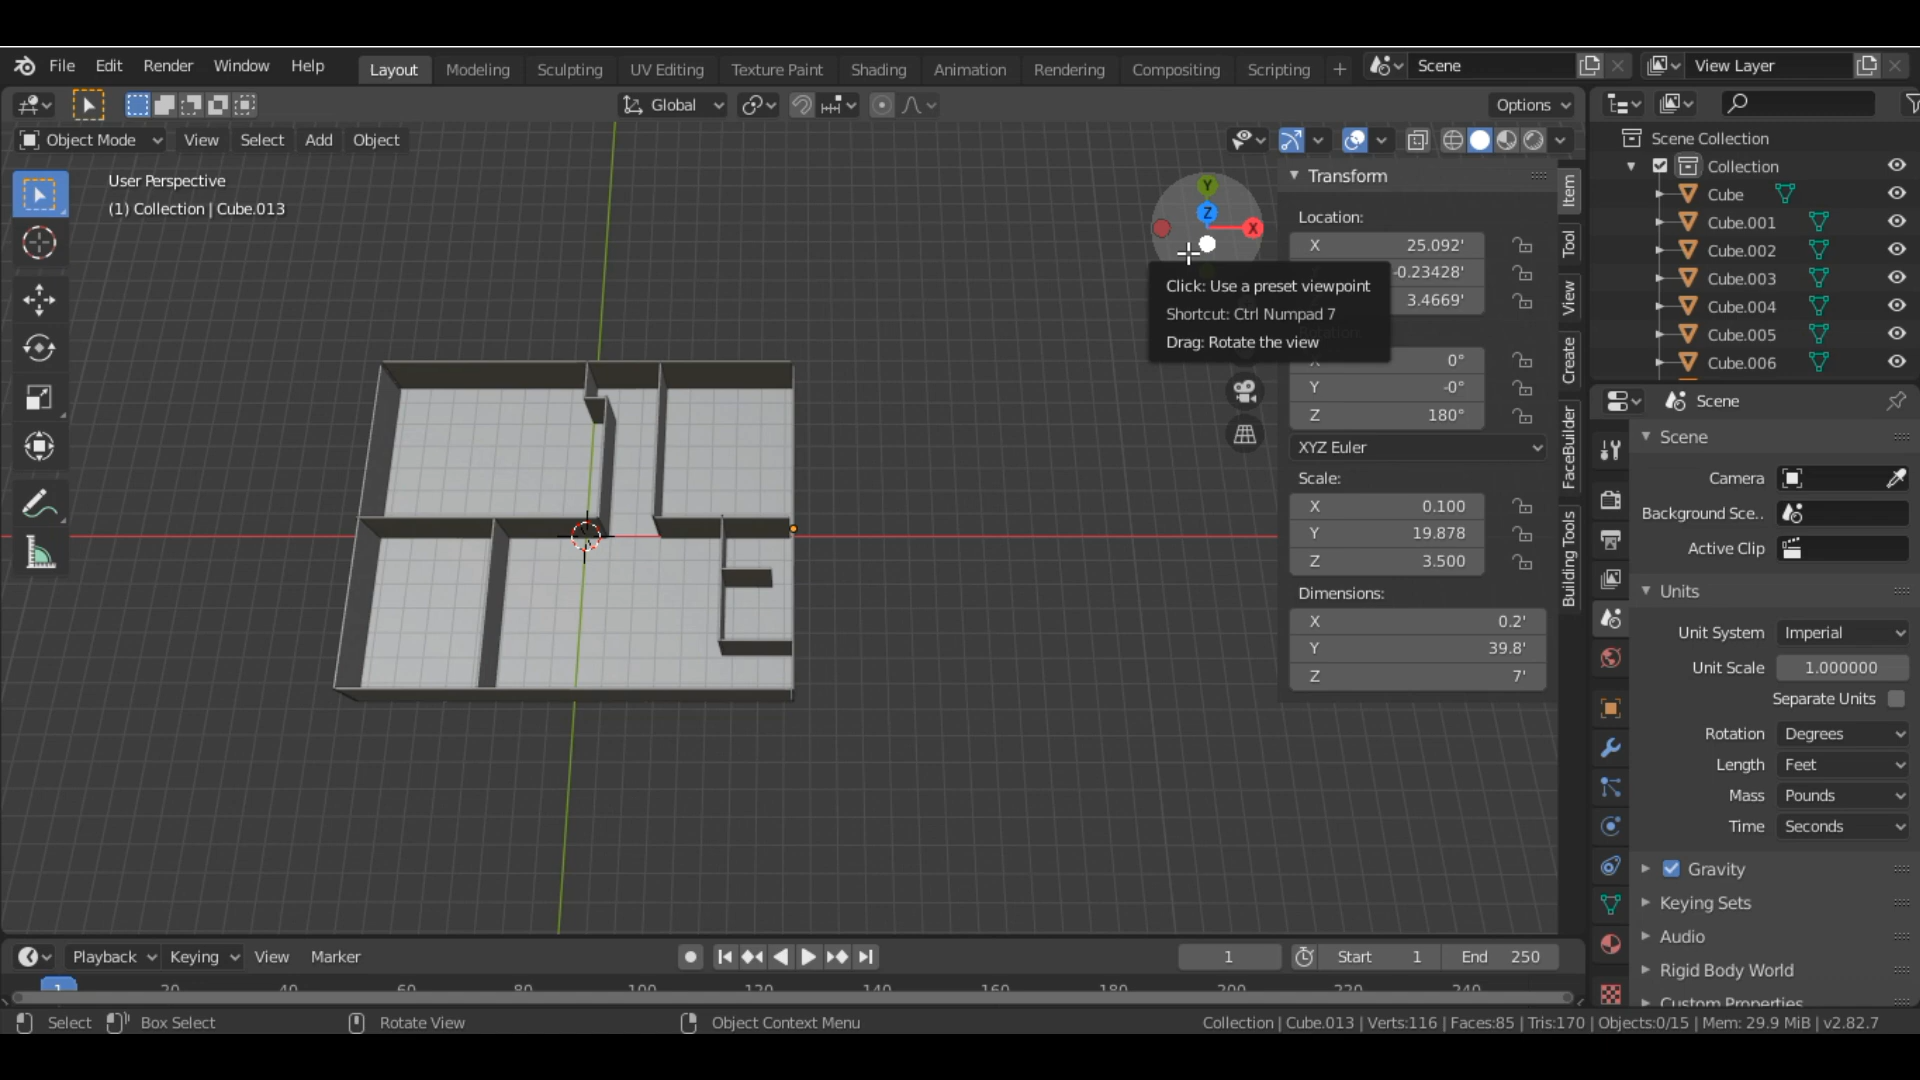 File Edit Render Window Help Layout Modeling Sculpting UV Editing Texture Paint Shading Animation Rendering Compositing Scripting + Scene View Layer
Global Options
Object Mode View Select Add Object
User Perspective
(1) Collection | Cube.013
Y
Z
X
Click: Use a preset viewpoint
Shortcut: Ctrl Numpad 7
Drag: Rotate the view
Transform
Location:
X 25.092'
-0.23428'
3.4669'
X 0°
Y -0°
Z 180°
XYZ Euler
Scale:
X 0.100
Y 19.878
Z 3.500
Dimensions:
X 0.2'
Y 39.8'
Z 7'
Item
Tool
View
Create
FaceBuilder
Building Tools
Scene Collection
Collection
Cube
Cube.001
Cube.002
Cube.003
Cube.004
Cube.005
Cube.006
Scene
Scene
Camera
Background Sce..
Active Clip
Units
Unit System Imperial
Unit Scale 1.000000
Separate Units
Rotation Degrees
Length Feet
Mass Pounds
Time Seconds
Gravity
Keying Sets
Audio
Rigid Body World
Custom Properties
Playback Keying View Marker 1 Start 1 End 250
1 20 40 60 80 100 120 140 160 180 200 220 240
Select Box Select Rotate View Object Context Menu Collection | Cube.013 | Verts:116 | Faces:85 | Tris:170 | Objects:0/15 | Mem: 29.9 MiB | v2.82.7